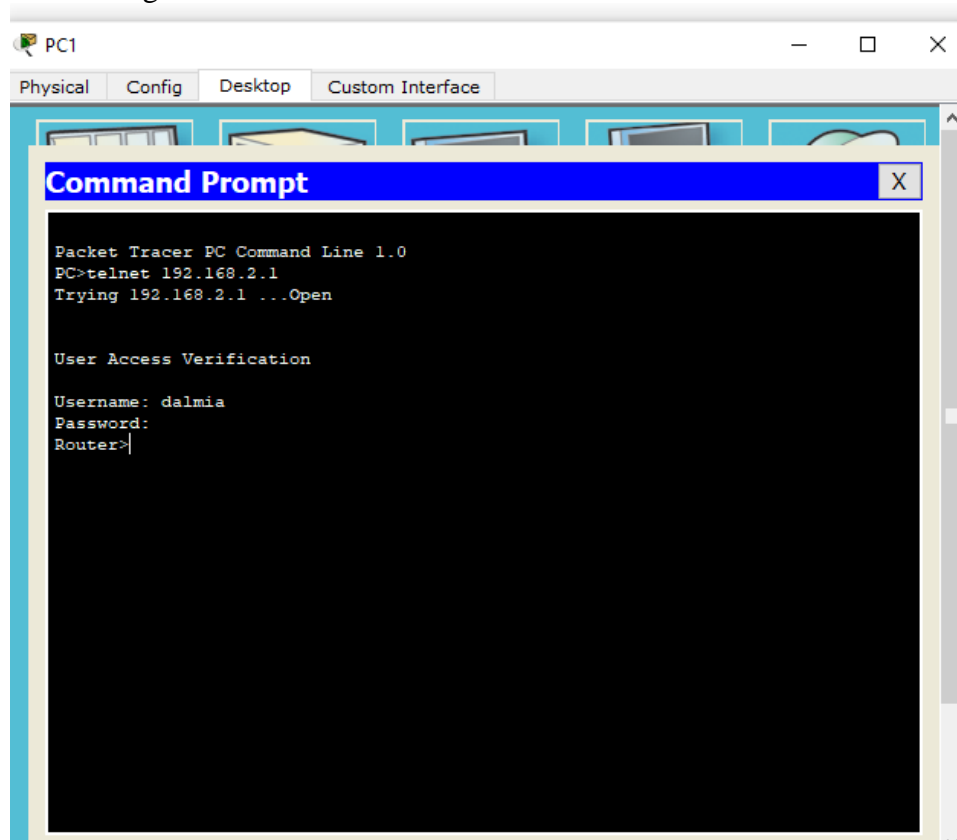 PC1
Physical Config Desktop Custom Interface
Command Prompt X
Packet Tracer PC Command Line 1.0
PC>telnet 192.168.2.1
Trying 192.168.2.1 ...Open
User Access Verification
Username: dalmia
Password:
Router>